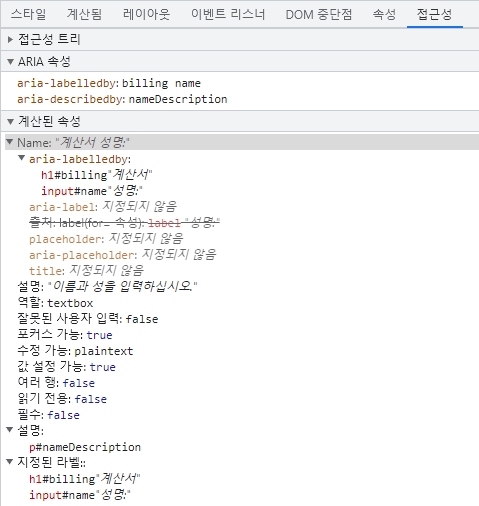 스타일 계산됨 레이아웃 이벤트 리스너 DOM 중단점 속성 접근성
접근성 트리
ARIA 속성
aria-labelledby: billing name
aria-describedby: nameDescription
계산된 속성
Name: "계산서 성명:"
aria-labelledby:
h1#billing"계산서"
input#name"성명:"
aria-label: 지정되지 않음
출처: label(for= 속성): label "성명:"
placeholder: 지정되지 않음
aria-placeholder: 지정되지 않음
title: 지정되지 않음
설명: "이름과 성을 입력하십시오."
역할: textbox
잘못된 사용자 입력: false
포커스 가능: true
수정 가능: plaintext
값 설정 가능: true
여러 행: false
읽기 전용: false
필수: false
설명:
p#nameDescription
지정된 라벨::
h1#billing"계산서"
input#name"성명:"